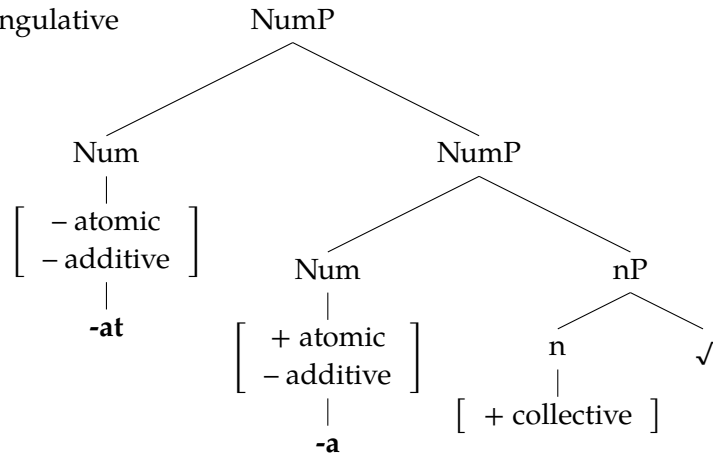 ngulative NumP
Num NumP
– atomic
– additive
Num nP
-at
+ atomic
– additive
n √
+ collective
-a